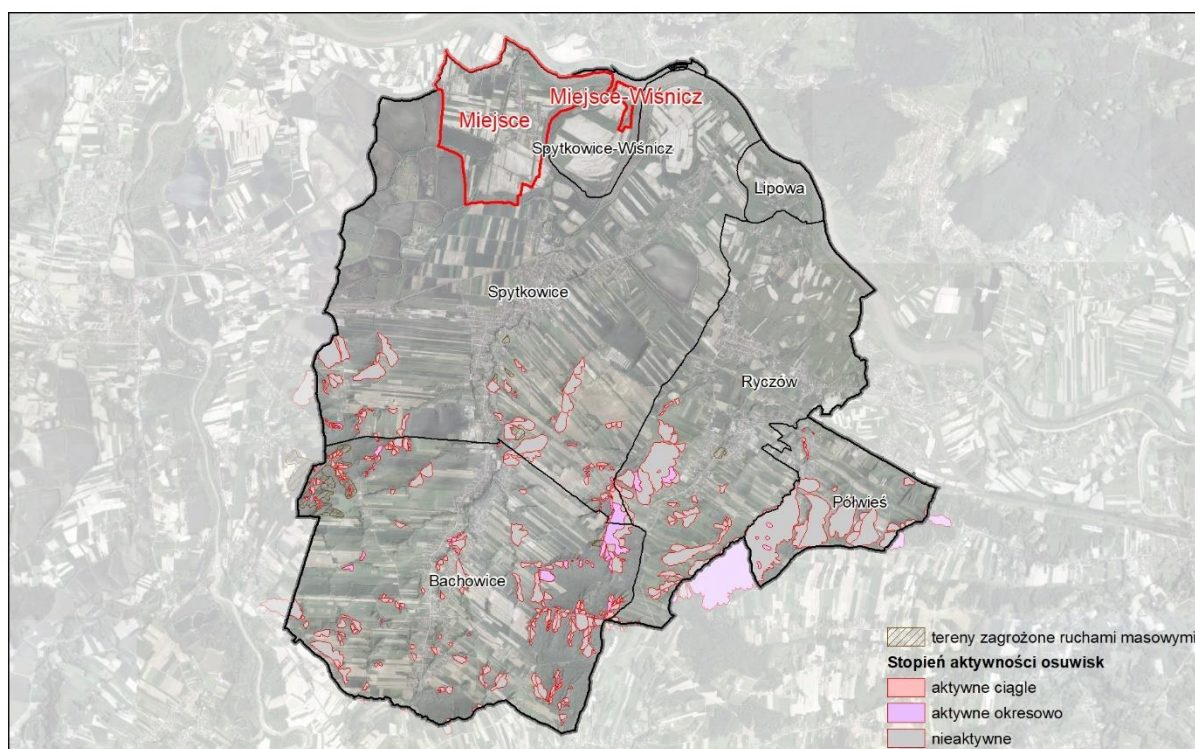 Miejsce-Wiśnicz
Miejsce
Spytkowice-Wiśnicz
Lipowa
Spytkowice
Ryczów
Półwieś
Bachowice
tereny zagrożone ruchami masowymi
Stopień aktywności osuwisk
aktywne ciągle
aktywne okresowo
nieaktywne